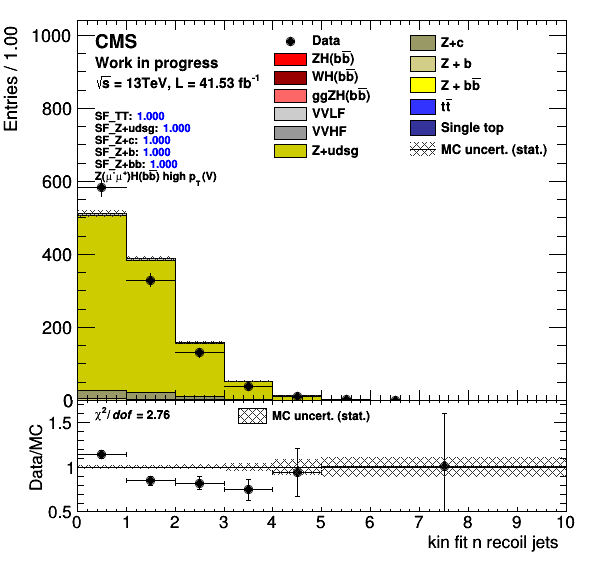 CMS
Work in progress
√s = 13TeV, L = 41.53 fb⁻¹
SF_TT: 1.000
SF_Z+udsg: 1.000
SF_Z+c: 1.000
SF_Z+b: 1.000
SF_Z+bb: 1.000
Z(μ⁻μ⁺)H(bb̅) high p_T(V)
Data
ZH(bb̅)
WH(bb̅)
ggZH(bb̅)
VVLF
VVHF
Z+udsg
Z+c
Z + b
Z + bb̅
tt̅
Single top
MC uncert. (stat.)
Entries / 1.00
1000
800
600
400
200
0
χ²/dof = 2.76
MC uncert. (stat.)
Data/MC
1.5
1
0.5
0 1 2 3 4 5 6 7 8 9 10
kin fit n recoil jets